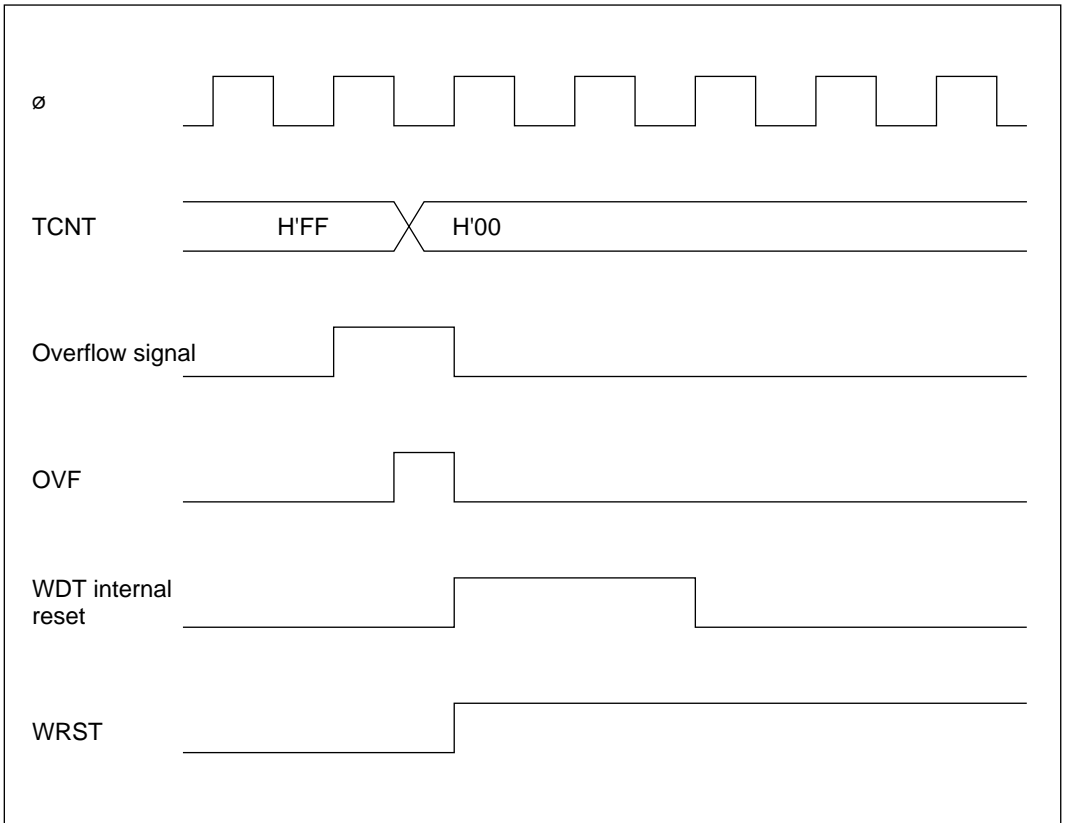 ø
TCNT
H'FF
H'00
Overflow signal
OVF
WDT internal
reset
WRST